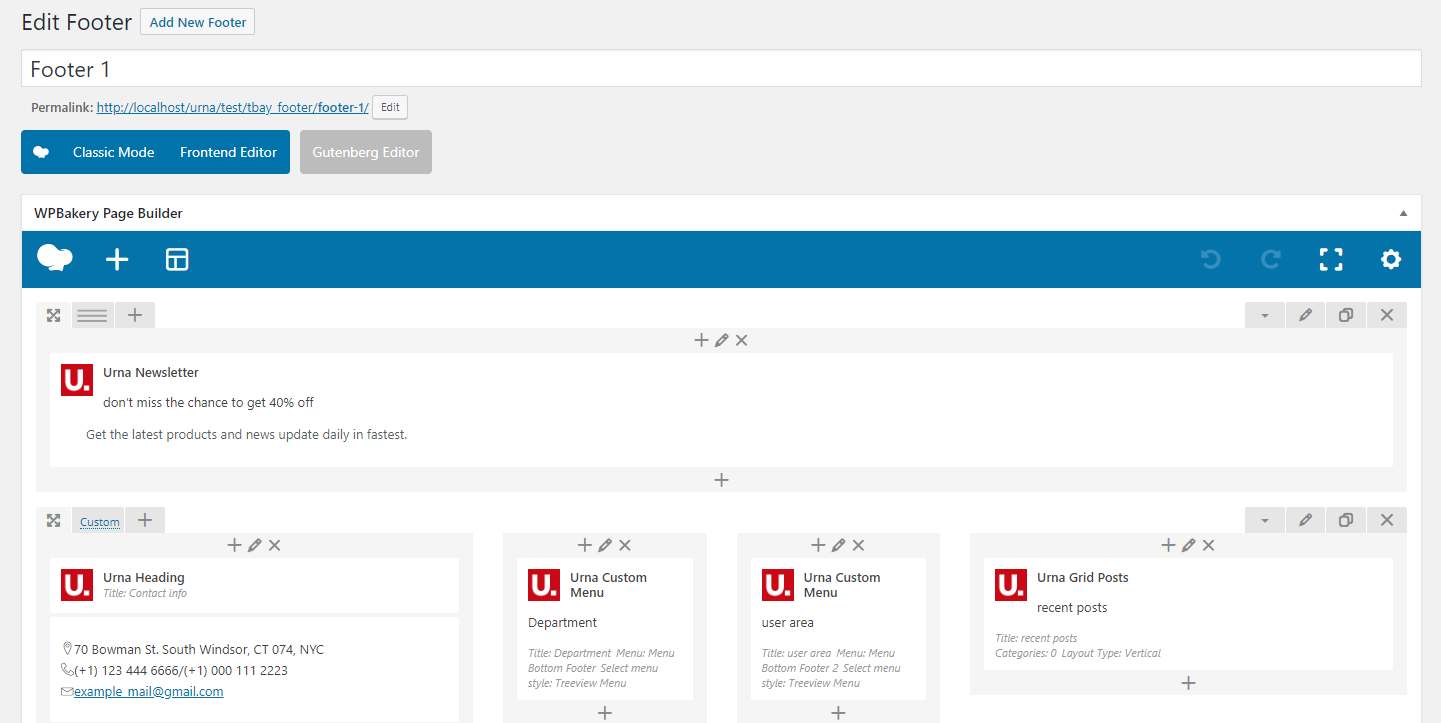 Edit Footer Add New Footer
Footer 1
Permalink: http://localhost/urna/test/tbay_footer/footer-1/ Edit
Classic Mode Frontend Editor Gutenberg Editor
WPBakery Page Builder
U. Urna Newsletter
don't miss the chance to get 40% off
Get the latest products and news update daily in fastest.
Custom
U. Urna Heading
Title: Contact info
70 Bowman St. South Windsor, CT 074, NYC
(+1) 123 444 6666/(+1) 000 111 2223
example_mail@gmail.com
U. Urna Custom
Menu
Department
Title: Department Menu: Menu
Bottom Footer Select menu
style: Treeview Menu
U. Urna Custom
Menu
user area
Title: user area Menu: Menu
Bottom Footer 2 Select menu
style: Treeview Menu
U. Urna Grid Posts
recent posts
Title: recent posts
Categories: 0 Layout Type: Vertical